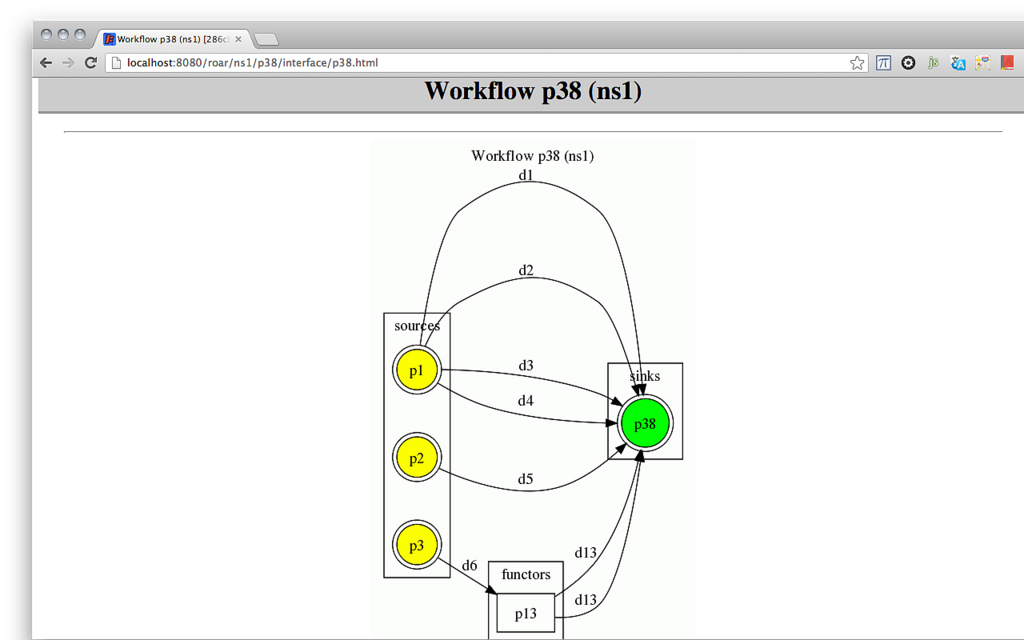 Workflow p38 (ns1) [286c
localhost:8080/roar/ns1/p38/interface/p38.html
js
Workflow p38 (ns1)
Workflow p38 (ns1)
d1
d2
sources
p1
d3
d4
sinks
p38
p2
d5
p3
d6
functors
p13
d13
d13